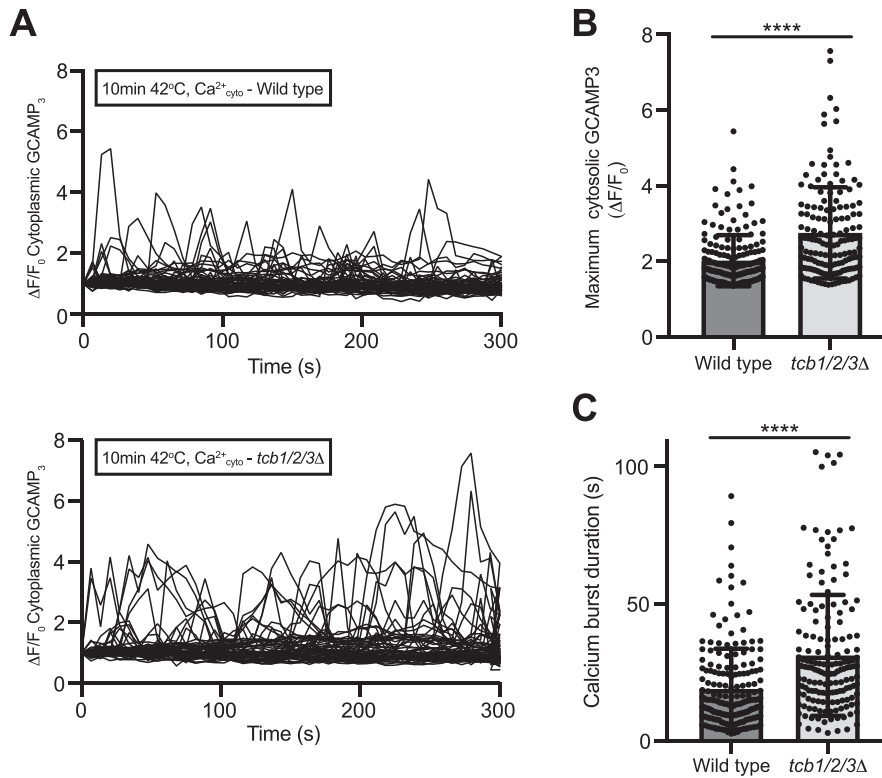 A
10min 42°C, Ca²⁺cyto - Wild type
ΔF/F₀ Cytoplasmic GCAMP₃
8
6
4
2
0
0 100 200 300
Time (s)
10min 42°C, Ca²⁺cyto - tcb1/2/3Δ
ΔF/F₀ Cytoplasmic GCAMP₃
8
6
4
2
0
0 100 200 300
Time (s)
B
****
Maximum cytosolic GCAMP3
(ΔF/F₀)
8
6
4
2
0
Wild type tcb1/2/3Δ
C
****
Calcium burst duration (s)
100
50
0
Wild type tcb1/2/3Δ